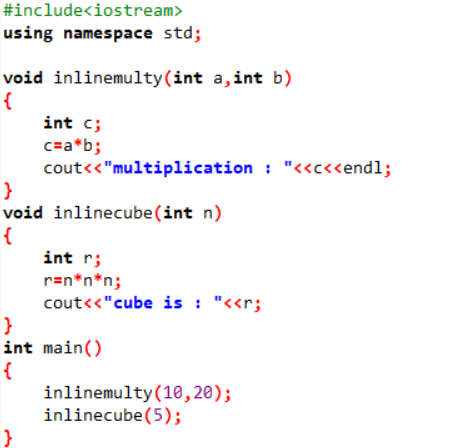 #include<iostream>
using namespace std;
void inlinemulty(int a,int b)
{
int c;
c=a*b;
cout<<"multiplication : "<<c<<endl;
}
void inlinecube(int n)
{
int r;
r=n*n*n;
cout<<"cube is : "<<r;
}
int main()
{
inlinemulty(10,20);
inlinecube(5);
}